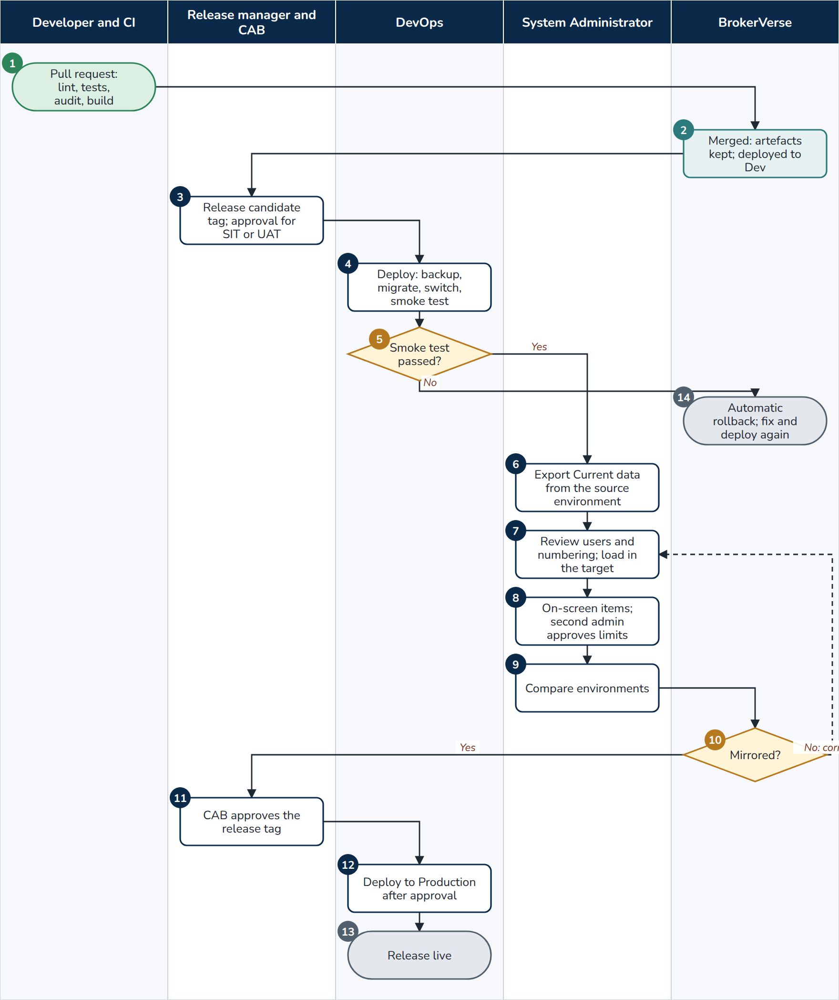 Developer and CI
Release manager and
CAB
DevOps
System Administrator
BrokerVerse
1
Pull request:
lint, tests,
audit, build
2
Merged: artefacts
kept; deployed to
Dev
3
Release candidate
tag; approval for
SIT or UAT
4
Deploy: backup,
migrate, switch,
smoke test
5
Smoke test
passed?
Yes
No
14
Automatic
rollback; fix and
deploy again
6
Export Current data
from the source
environment
7
Review users and
numbering; load in
the target
8
On-screen items;
second admin
approves limits
9
Compare environments
10
Mirrored?
No:
Yes
11
CAB approves the
release tag
12
Deploy to Production
after approval
13
Release live